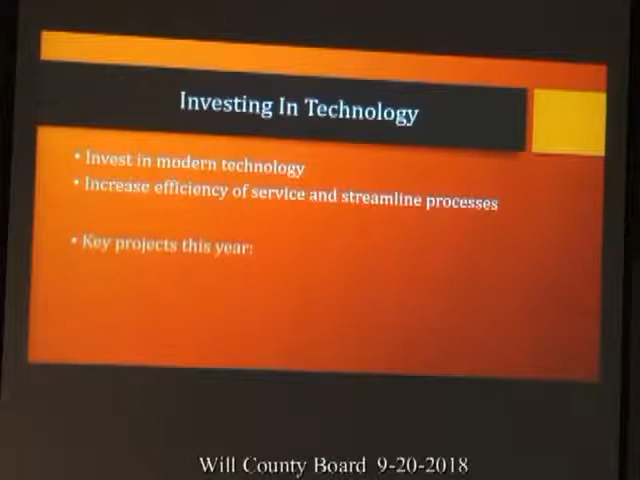 Investing In Technology
• Invest in modern technology
• Increase efficiency of service and streamline processes
• Key projects this year:
Will County Board 9-20-2018